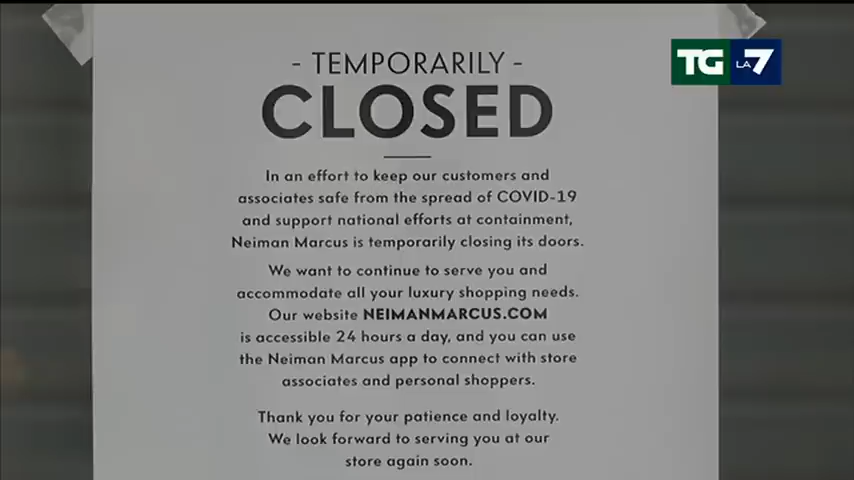 - TEMPORARILY -
CLOSED
In an effort to keep our customers and
associates safe from the spread of COVID-19
and support national efforts at containment,
Neiman Marcus is temporarily closing its doors.
We want to continue to serve you and
accommodate all your luxury shopping needs.
Our website NEIMANMARCUS.COM
is accessible 24 hours a day, and you can use
the Neiman Marcus app to connect with store
associates and personal shoppers.
Thank you for your patience and loyalty.
We look forward to serving you at our
store again soon.
TG LA 7